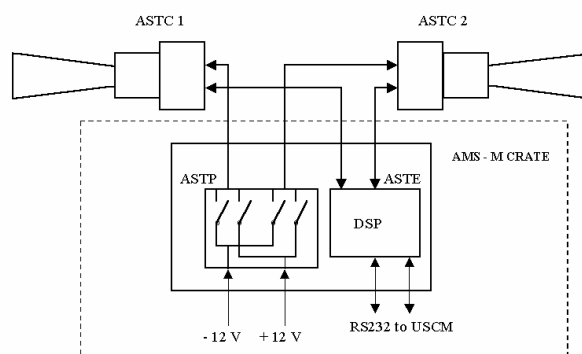 ASTC 1
ASTC 2
AMS - M CRATE
ASTP
ASTE
DSP
- 12 V
+ 12 V
RS232 to USCM